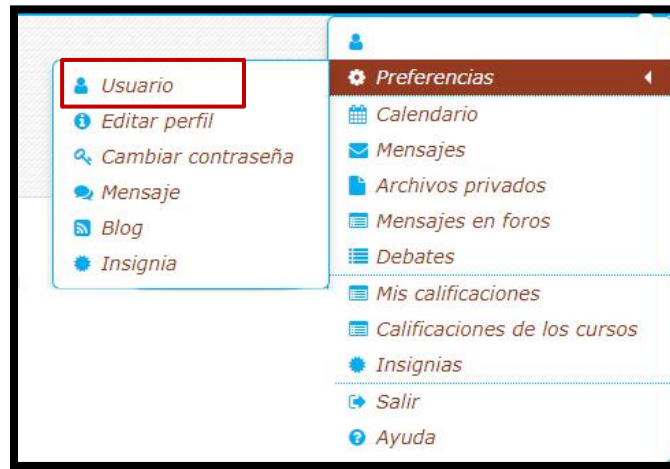 Usuario
Editar perfil
Cambiar contraseña
Mensaje
Blog
Insignia
Preferencias
Calendario
Mensajes
Archivos privados
Mensajes en foros
Debates
Mis calificaciones
Calificaciones de los cursos
Insignias
Salir
Ayuda